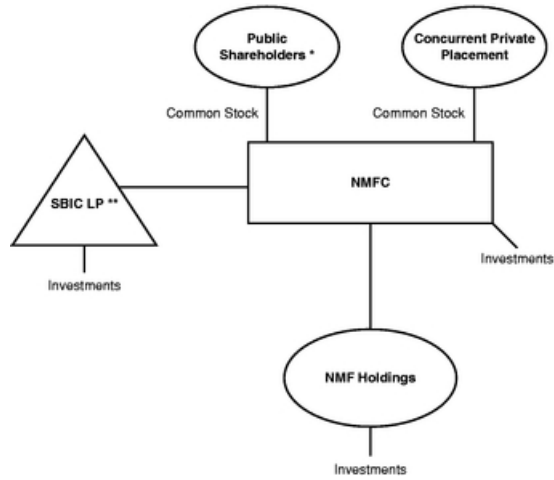 Public
Shareholders *
Concurrent Private
Placement
Common Stock
Common Stock
NMFC
SBIC LP **
Investments
Investments
NMF Holdings
Investments